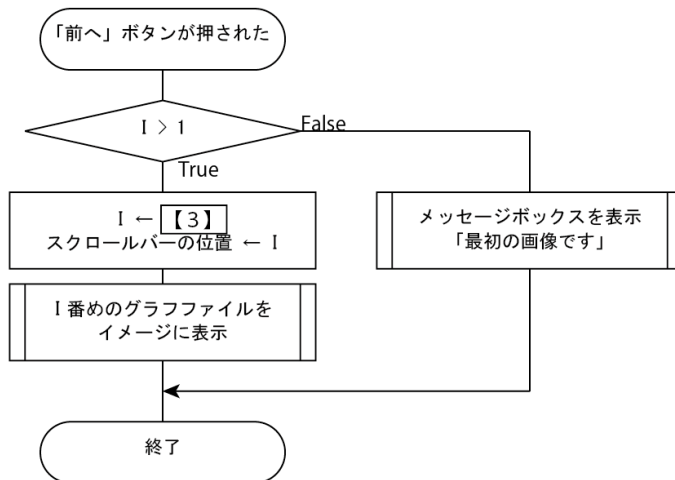 「前へ」ボタンが押された
I > 1
False
True
I ← 【3】
スクロールバーの位置 ← I
メッセージボックスを表示
「最初の画像です」
I 番めのグラフファイルを
イメージに表示
終了